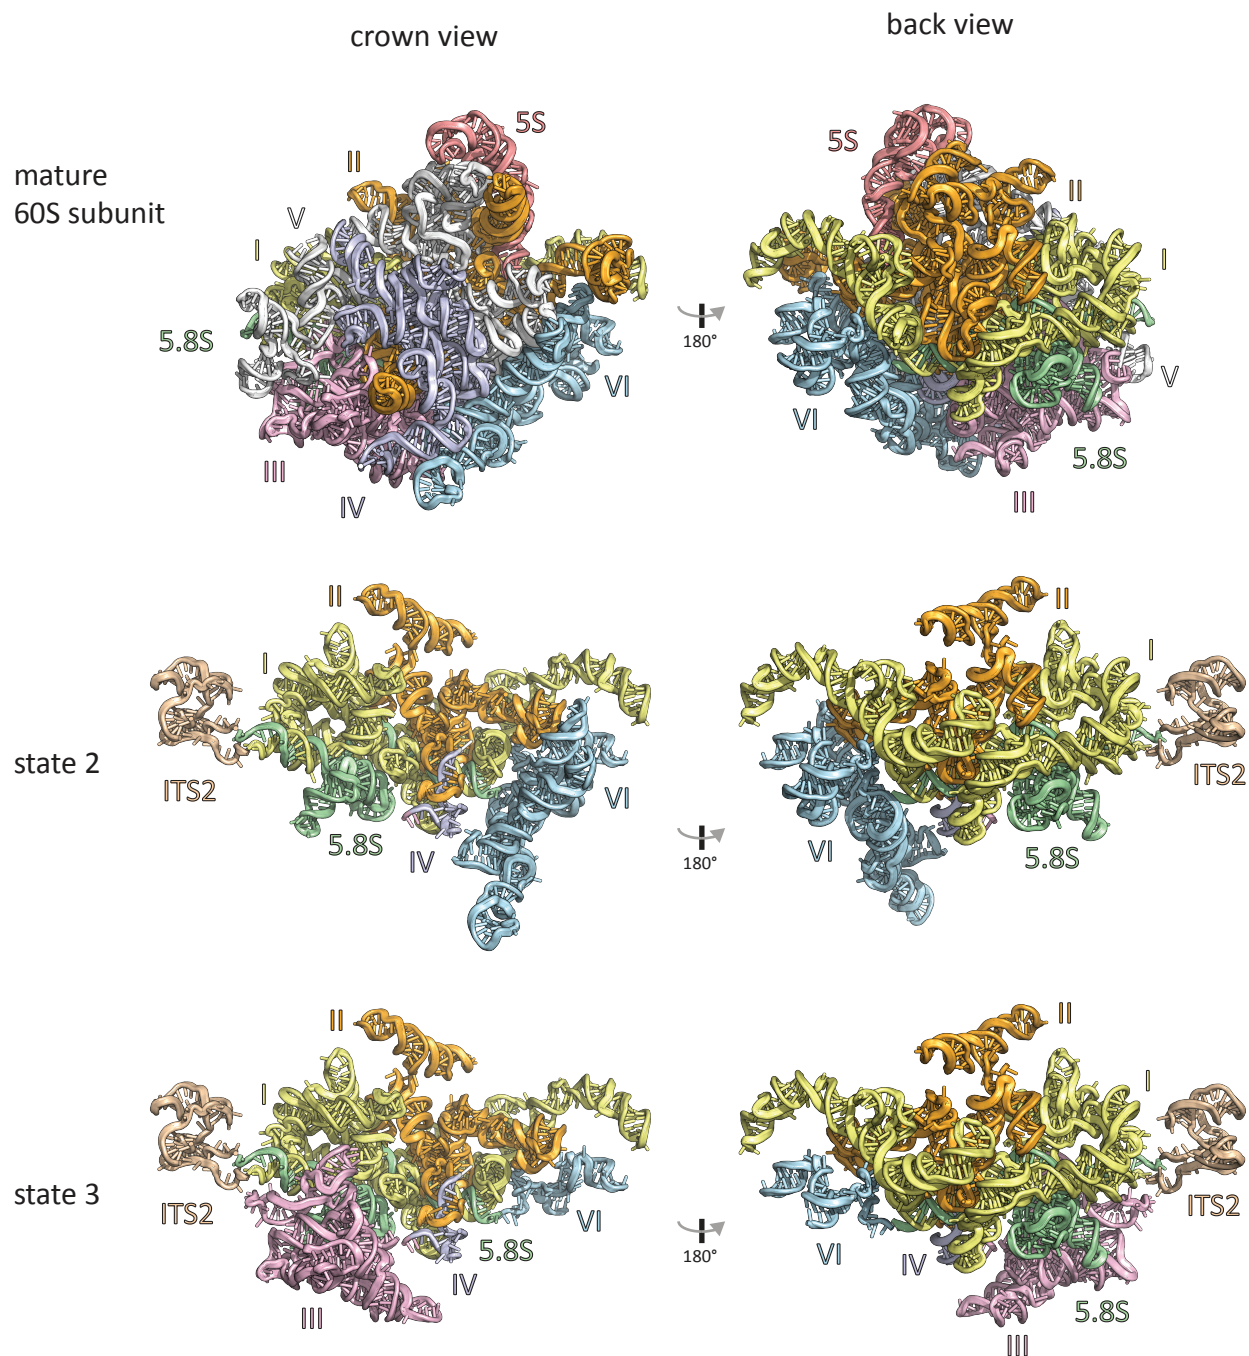 crown view
back view
mature
60S subunit
5S
II
V
I
5.8S
III
IV
VI
180°
5S
II
I
V
VI
5.8S
III
state 2
II
I
ITS2
5.8S
IV
VI
180°
II
I
ITS2
VI
5.8S
state 3
II
I
ITS2
III
5.8S
IV
VI
180°
II
I
ITS2
VI
IV
5.8S
III